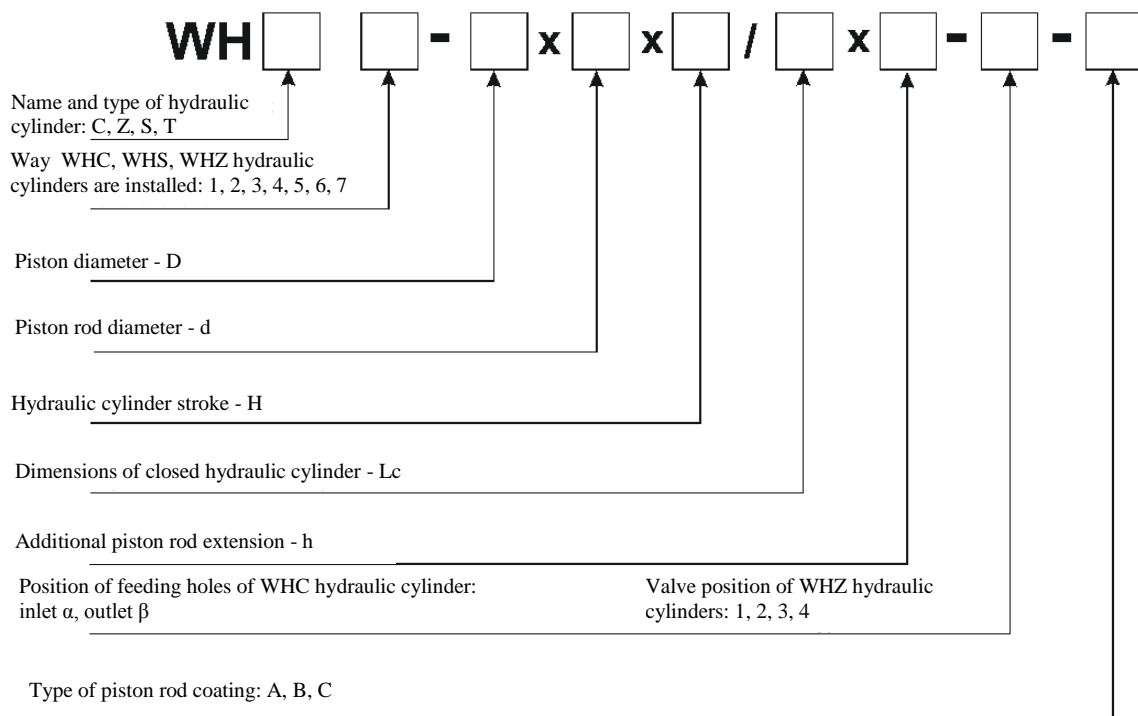 WH - x x / x - -
Name and type of hydraulic
cylinder: C, Z, S, T
Way WHC, WHS, WHZ hydraulic
cylinders are installed: 1, 2, 3, 4, 5, 6, 7
Piston diameter - D
Piston rod diameter - d
Hydraulic cylinder stroke - H
Dimensions of closed hydraulic cylinder - Lc
Additional piston rod extension - h
Position of feeding holes of WHC hydraulic cylinder:
inlet α, outlet β
Valve position of WHZ hydraulic
cylinders: 1, 2, 3, 4
Type of piston rod coating: A, B, C